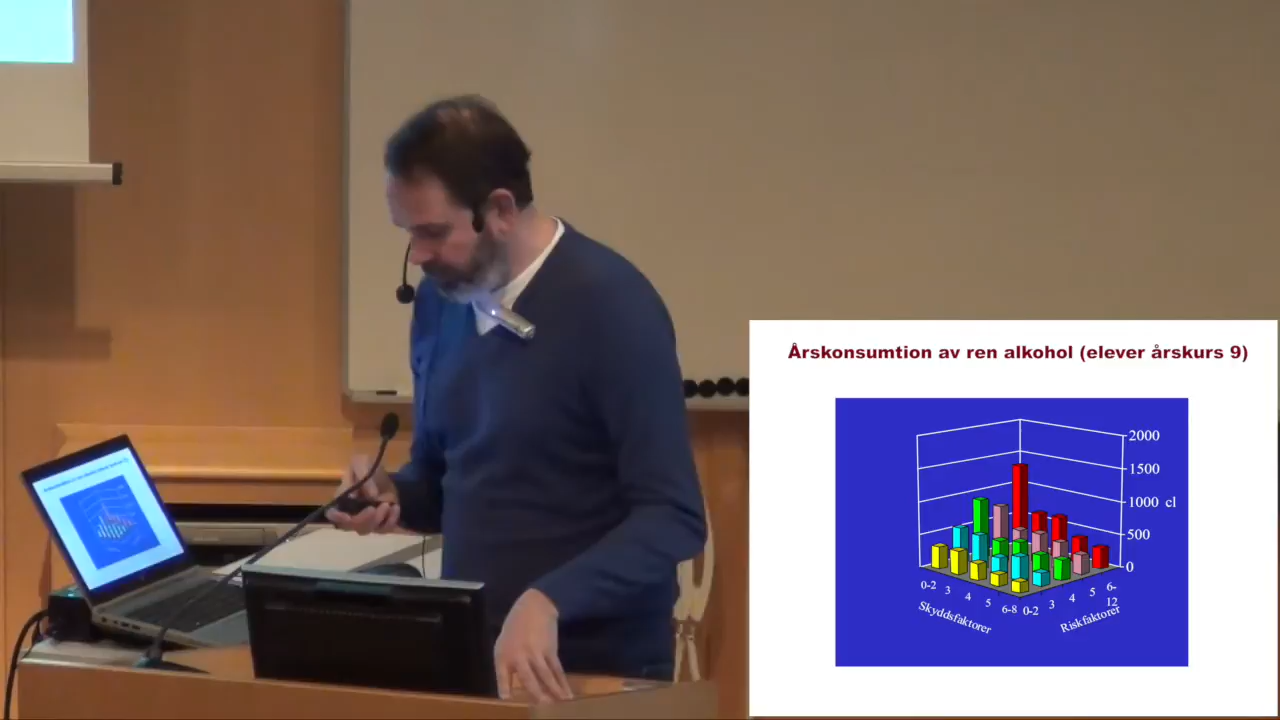 Årskonsumtion av ren alkohol (elever årskurs 9)
2000
1500
1000 cl
500
0
0-2 3 4 5 6-8
0-2 3 4 5 6-12
Skyddsfaktorer
Riskfaktorer